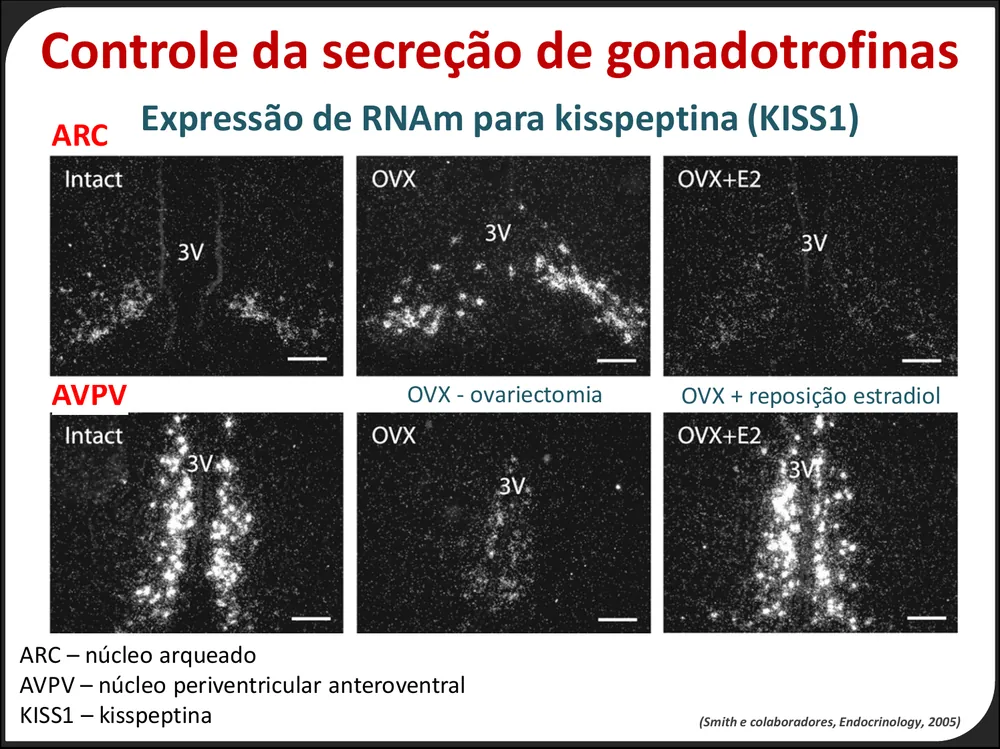 Controle da secreção de gonadotrofinas
Expressão de RNAm para kisspeptina (KISS1)
ARC
Intact
3V
OVX
3V
OVX+E2
3V
AVPV
OVX - ovariectomia
OVX + reposição estradiol
Intact
3V
OVX
3V
OVX+E2
3V
ARC – núcleo arqueado
AVPV – núcleo periventricular anteroventral
KISS1 – kisspeptina
(Smith e colaboradores, Endocrinology, 2005)